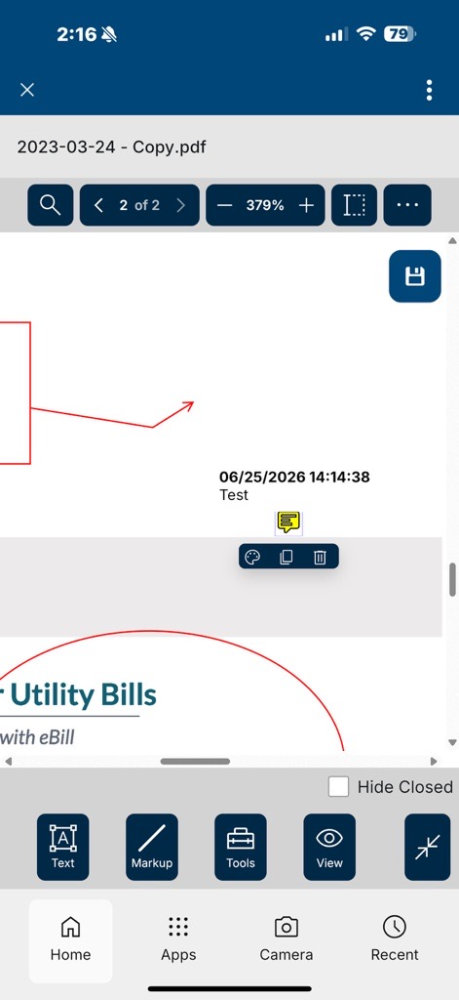 2:16
79
2023-03-24 - Copy.pdf
2 of 2
379%
06/25/2026 14:14:38
Test
Utility Bills
with eBill
Hide Closed
Text
Markup
Tools
View
Home
Apps
Camera
Recent